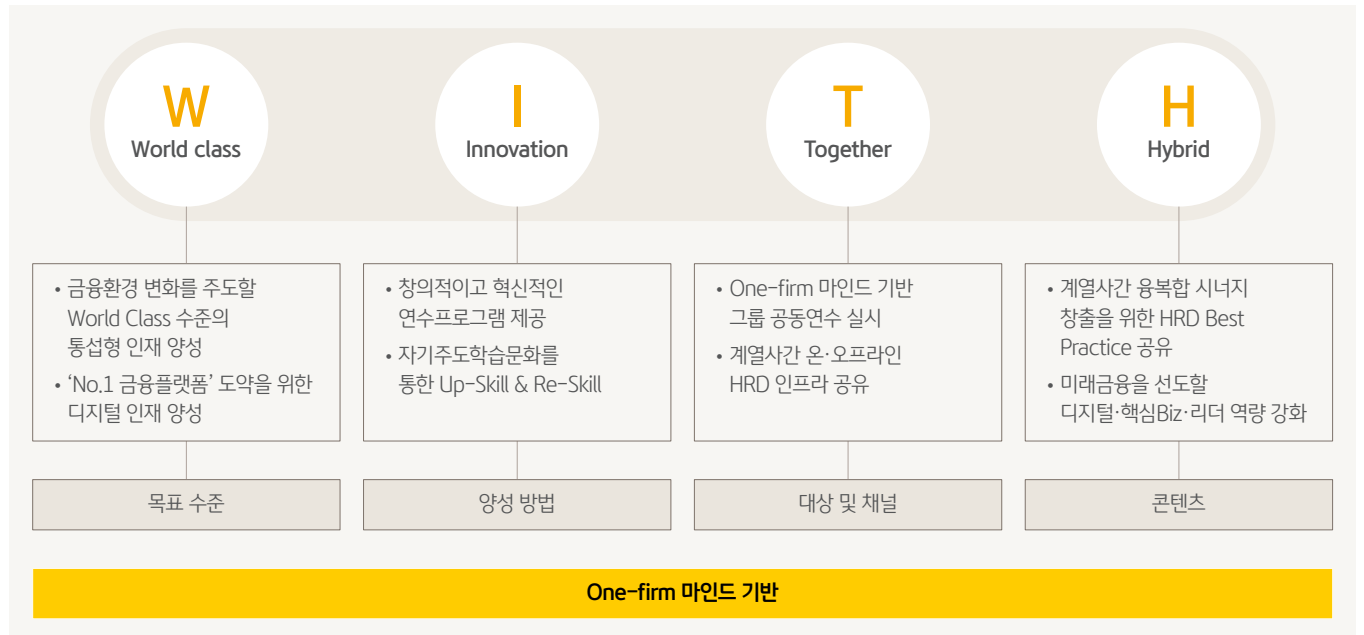 W
World class
I
Innovation
T
Together
H
Hybrid
• 금융환경 변화를 주도할
World Class 수준의
통섭형 인재 양성
• ‘No.1 금융플랫폼’ 도약을 위한
디지털 인재 양성
• 창의적이고 혁신적인
연수프로그램 제공
• 자기주도학습문화를
통한 Up-Skill & Re-Skill
• One-firm 마인드 기반
그룹 공동연수 실시
• 계열사간 온·오프라인
HRD 인프라 공유
• 계열사간 융복합 시너지
창출을 위한 HRD Best
Practice 공유
• 미래금융을 선도할
디지털·핵심Biz·리더 역량 강화
목표 수준
양성 방법
대상 및 채널
콘텐츠
One-firm 마인드 기반